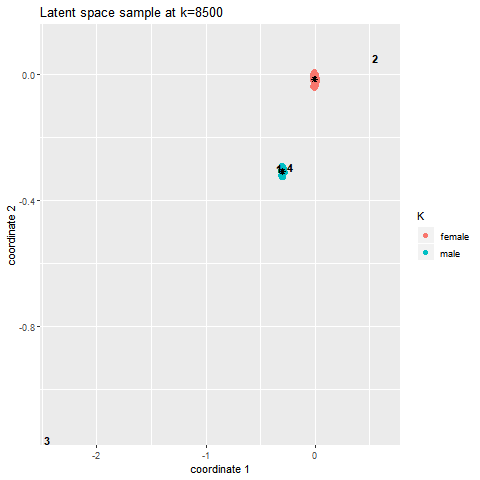 Latent space sample at k=8500
2
0.0-
1 4
-0.4-
coordinate 2
K
female
male
-0.8-
3
-2
-1
0
coordinate 1